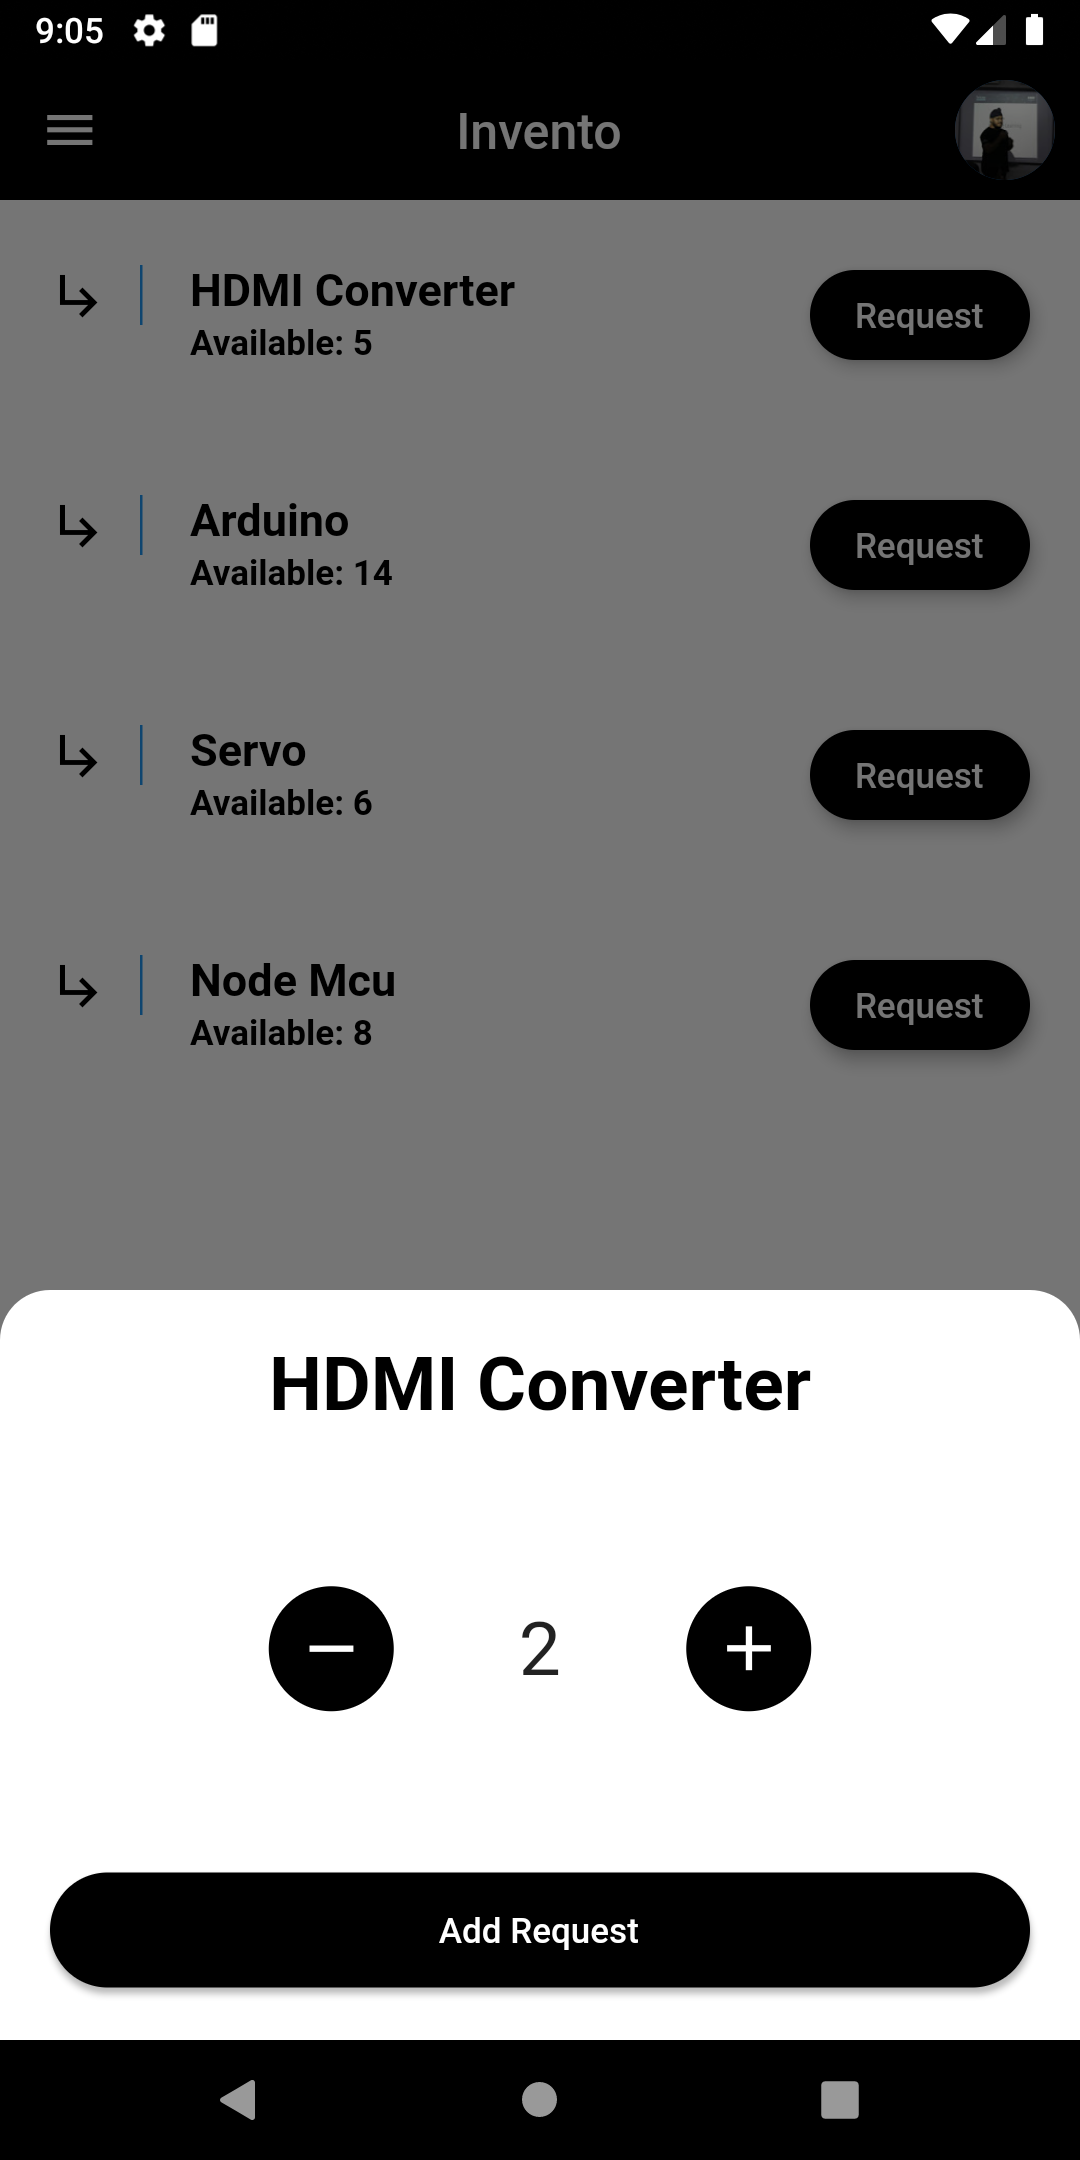 9:05
Invento
HDMI Converter
Available: 5
Request
Arduino
Available: 14
Request
Servo
Available: 6
Request
Node Mcu
Available: 8
Request
HDMI Converter
2
Add Request